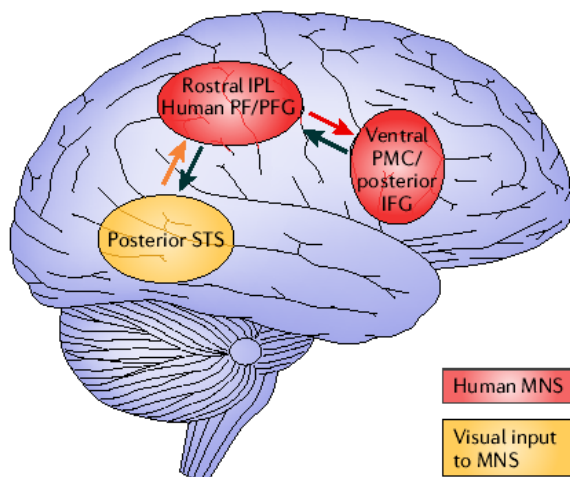 Rostral IPL
Human PF/PFG
Ventral
PMC/
posterior
IFG
Posterior STS
Human MNS
Visual input
to MNS